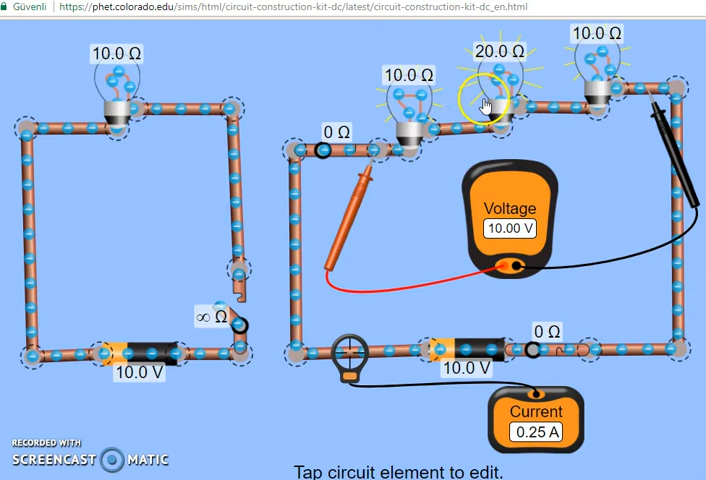 Güvenli
https://phet.colorado.edu/sims/html/circuit-construction-kit-dc/latest/circuit-construction-kit-dc_en.html
10.0 Ω
10.0 Ω
20.0 Ω
10.0 Ω
0 Ω
Voltage
10.00 V
∞ Ω
0 Ω
10.0 V
10.0 V
Current
0.25 A
RECORDED WITH
SCREENCAST MATIC
Tap circuit element to edit.